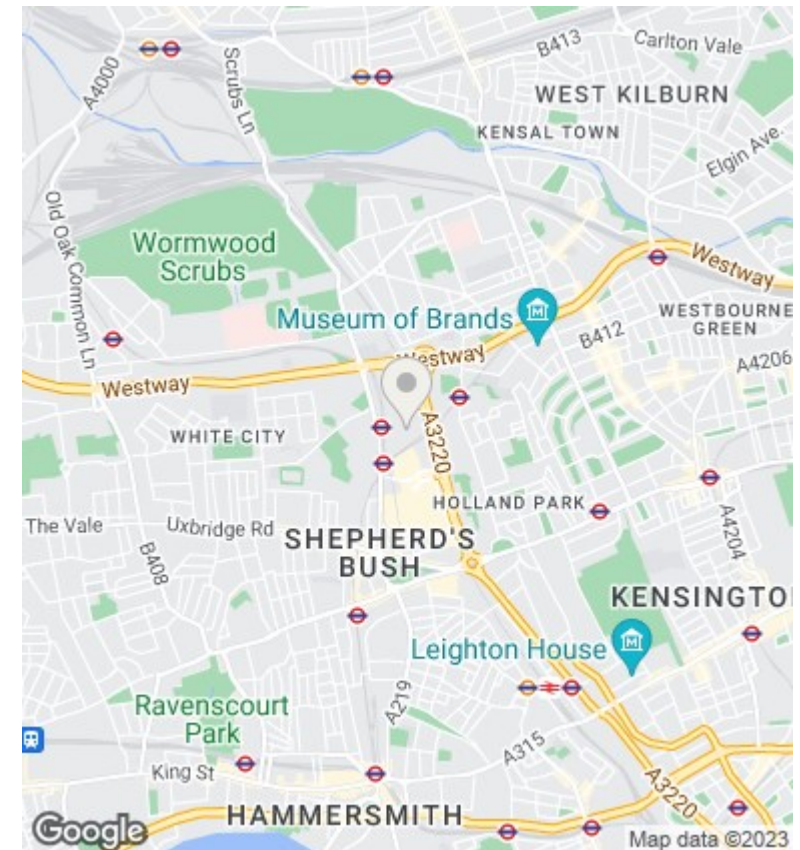 B413
Carlton Vale
A4000
Scrubs Ln
WEST KILBURN
KENSAL TOWN
Elgin Ave.
Old Oak Common Ln
Wormwood
Scrubs
Westway
Museum of Brands
WESTBOURNE
GREEN
B412
Westway
A4206
Westway
A3220
WHITE CITY
HOLLAND PARK
The Vale
Uxbridge Rd
A4204
SHEPHERD'S
BUSH
B408
KENSINGTO
Leighton House
A219
Ravenscourt
Park
A315
King St
A3220
HAMMERSMITH
Google
Map data ©2023